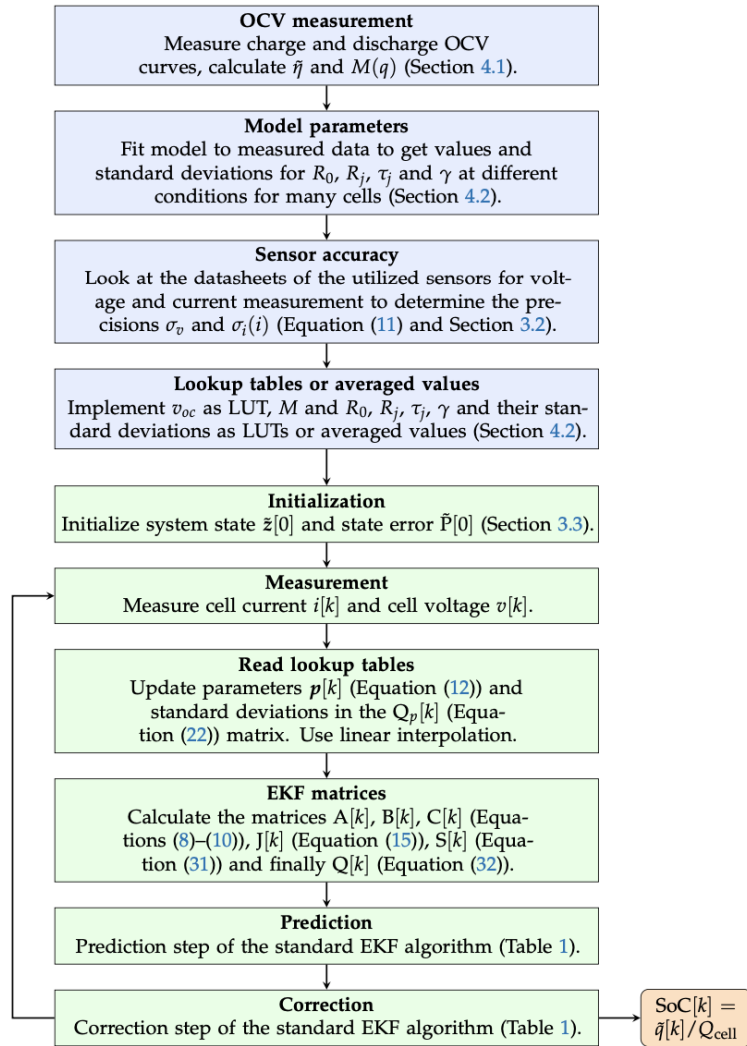 OCV measurement
Measure charge and discharge OCV
curves, calculate η̃ and M(q) (Section 4.1).
Model parameters
Fit model to measured data to get values and
standard deviations for R₀, Rⱼ, τⱼ and γ at different
conditions for many cells (Section 4.2).
Sensor accuracy
Look at the datasheets of the utilized sensors for volt-
age and current measurement to determine the pre-
cisions σᵥ and σᵢ(i) (Equation (11) and Section 3.2).
Lookup tables or averaged values
Implement v_oc as LUT, M and R₀, Rⱼ, τⱼ, γ and their stan-
dard deviations as LUTs or averaged values (Section 4.2).
Initialization
Initialize system state z̃[0] and state error P̃[0] (Section 3.3).
Measurement
Measure cell current i[k] and cell voltage v[k].
Read lookup tables
Update parameters p[k] (Equation (12)) and
standard deviations in the Qₚ[k] (Equa-
tion (22)) matrix. Use linear interpolation.
EKF matrices
Calculate the matrices A[k], B[k], C[k] (Equa-
tions (8)–(10)), J[k] (Equation (15)), S[k] (Equa-
tion (31)) and finally Q[k] (Equation (32)).
Prediction
Prediction step of the standard EKF algorithm (Table 1).
Correction
Correction step of the standard EKF algorithm (Table 1).
SoC[k] =
q̃[k]/Q_cell